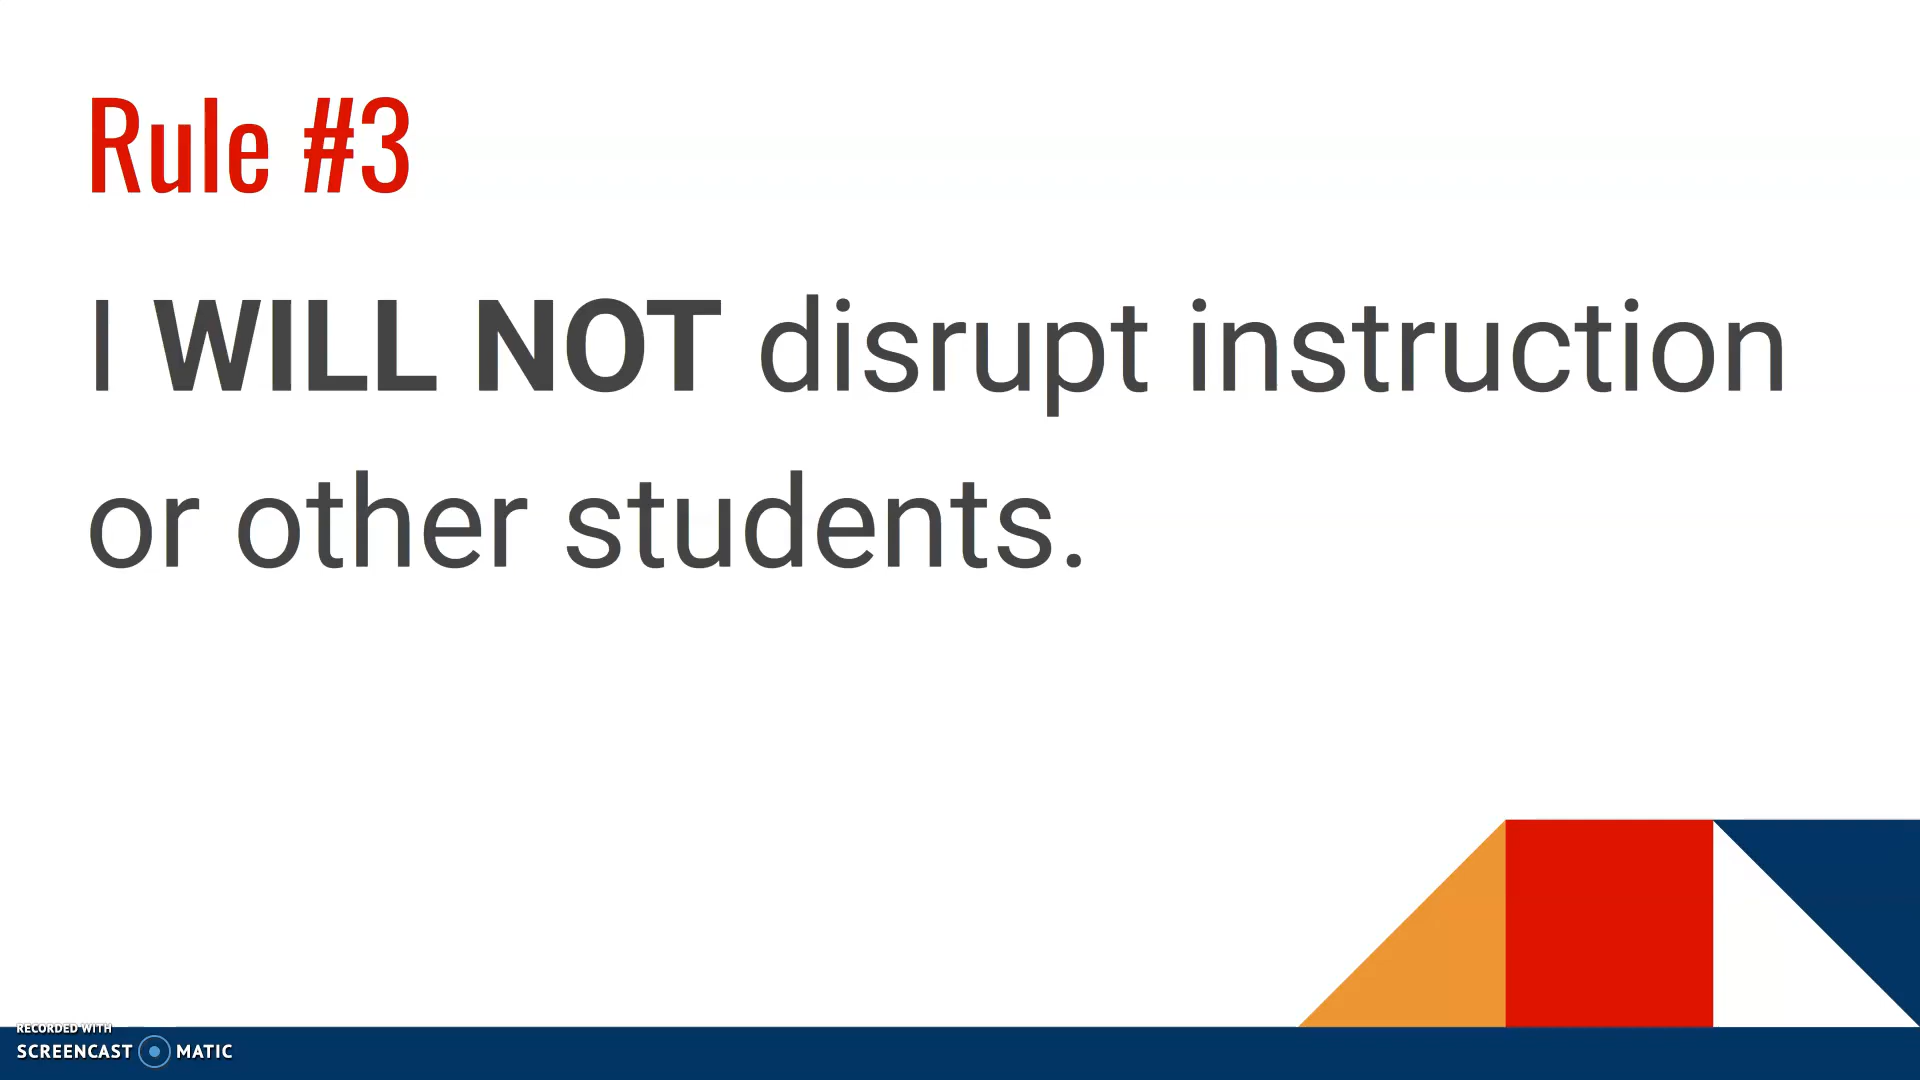 Rule #3
I WILL NOT disrupt instruction
or other students.
RECORDED WITH
SCREENCAST MATIC